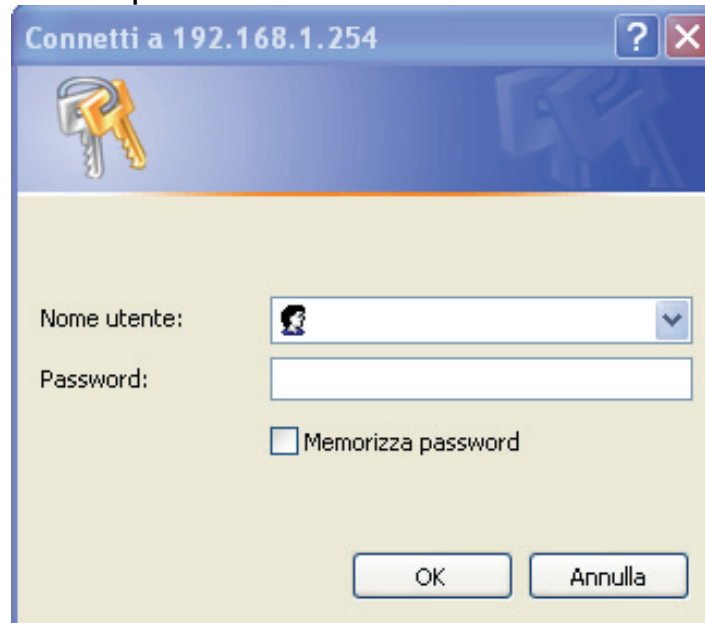 Connetti a 192.168.1.254
Nome utente:
Password:
Memorizza password
OK Annulla